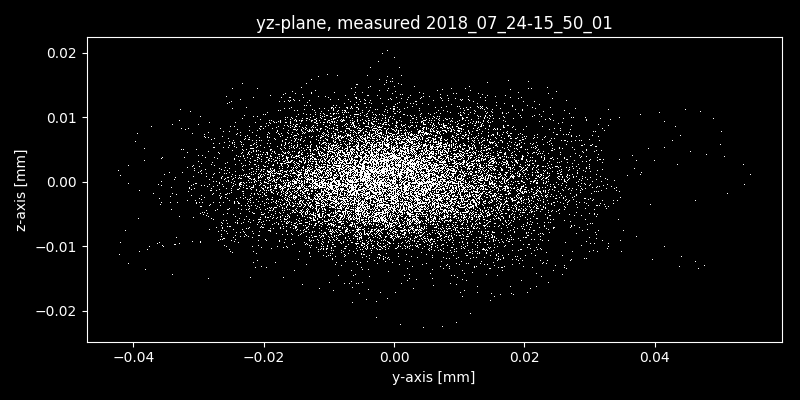 yz-plane, measured 2018_07_24-15_50_01
z-axis [mm]
0.02
0.01
0.00
−0.01
−0.02
−0.04 −0.02 0.00 0.02 0.04
y-axis [mm]